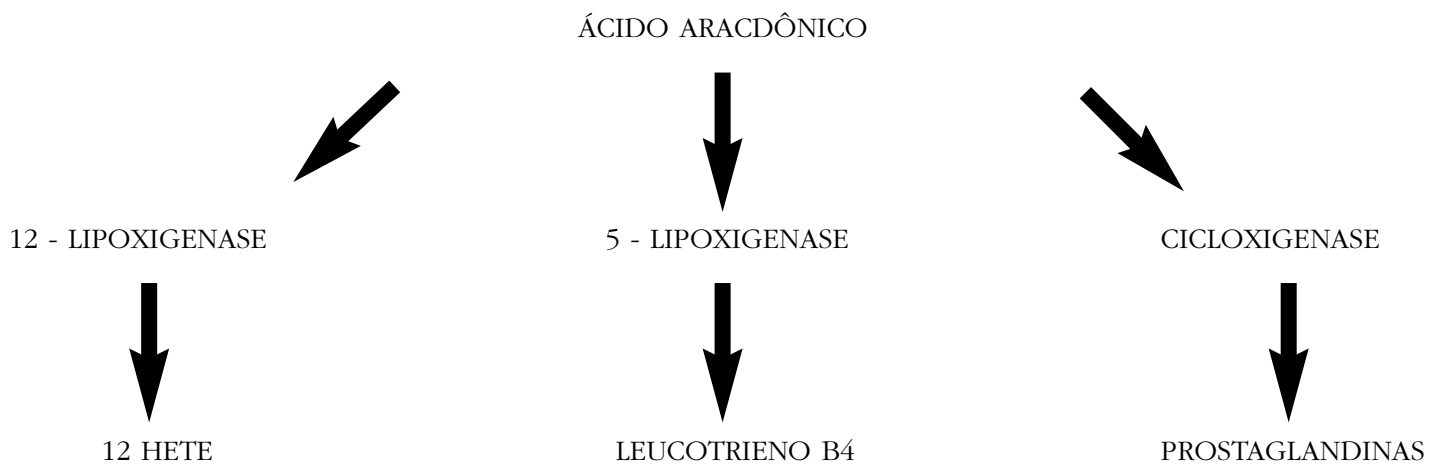 ÁCIDO ARACDÔNICO
12 - LIPOXIGENASE
5 - LIPOXIGENASE
CICLOXIGENASE
12 HETE
LEUCOTRIENO B4
PROSTAGLANDINAS